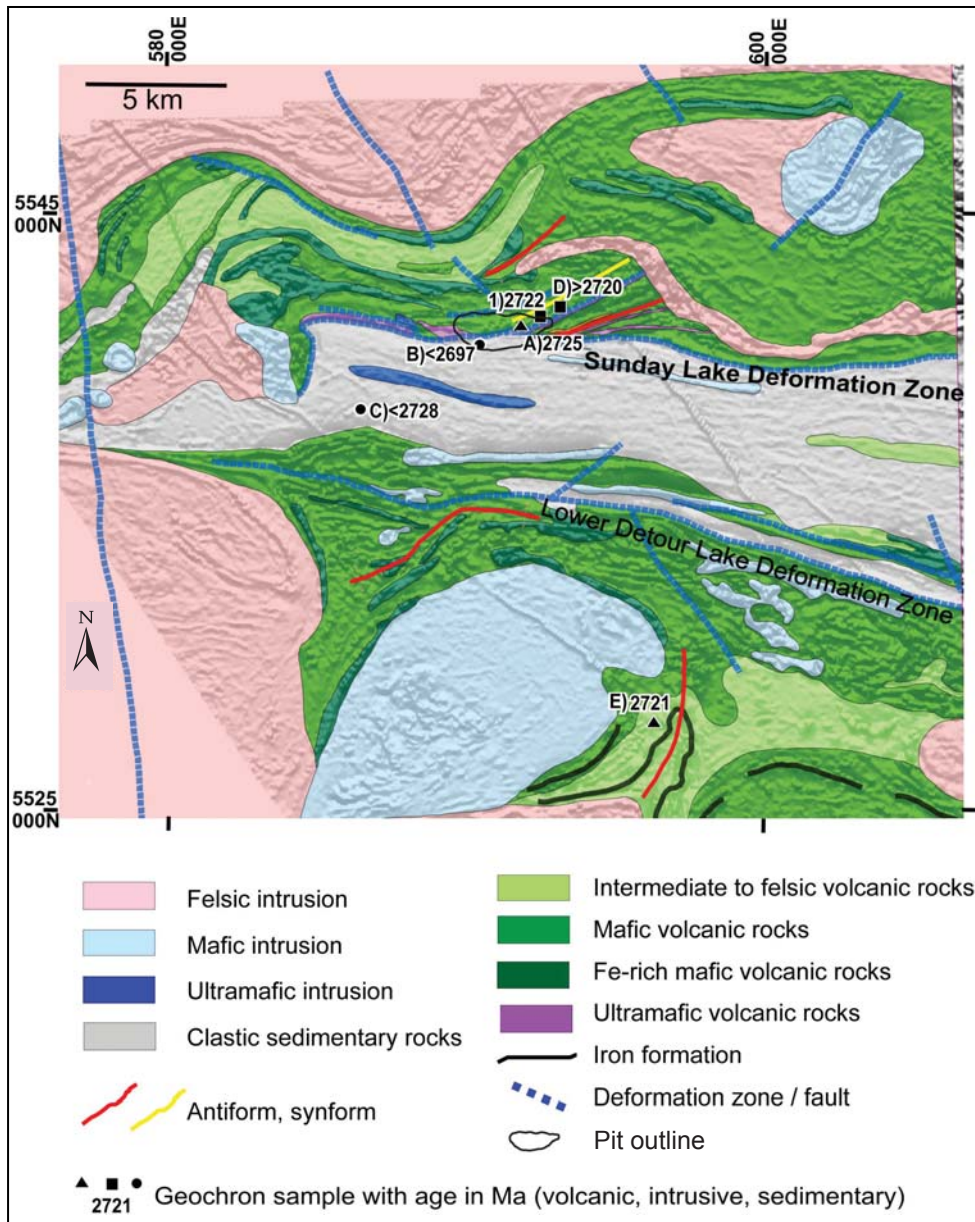 580
000E
600
000E
5 km
5545
000N
D)>2720
1)2722
B)<2697
A)2725
Sunday Lake Deformation Zone
C)<2728
Lower Detour Lake Deformation Zone
N
E)2721
5525
000N
Felsic intrusion
Mafic intrusion
Ultramafic intrusion
Clastic sedimentary rocks
Antiform, synform
Intermediate to felsic volcanic rocks
Mafic volcanic rocks
Fe-rich mafic volcanic rocks
Ultramafic volcanic rocks
Iron formation
Deformation zone / fault
Pit outline
2721
Geochron sample with age in Ma (volcanic, intrusive, sedimentary)